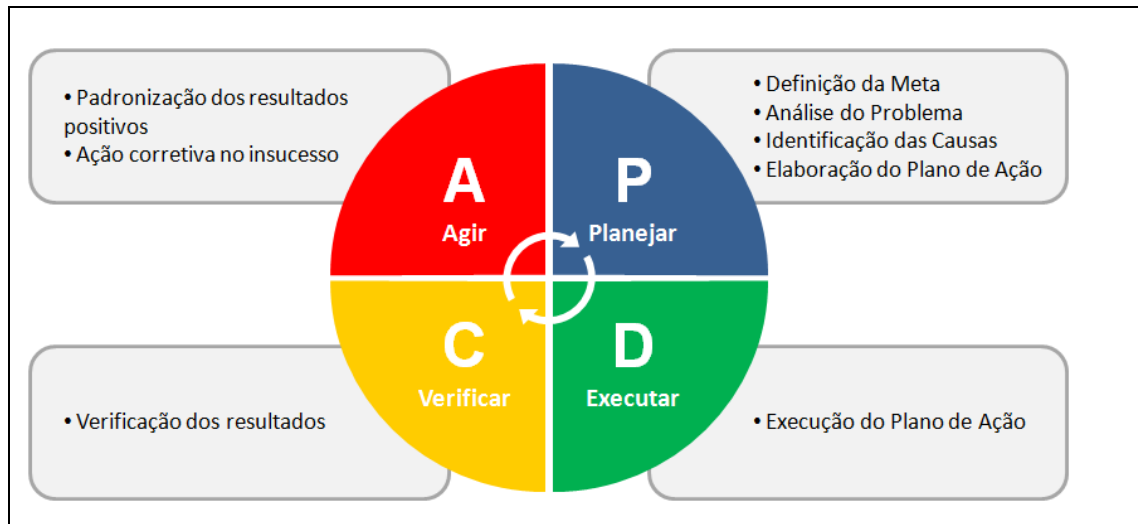 • Padronização dos resultados
positivos
• Ação corretiva no insucesso
A
Agir
P
Planejar
• Definição da Meta
• Análise do Problema
• Identificação das Causas
• Elaboração do Plano de Ação
• Verificação dos resultados
C
Verificar
D
Executar
• Execução do Plano de Ação